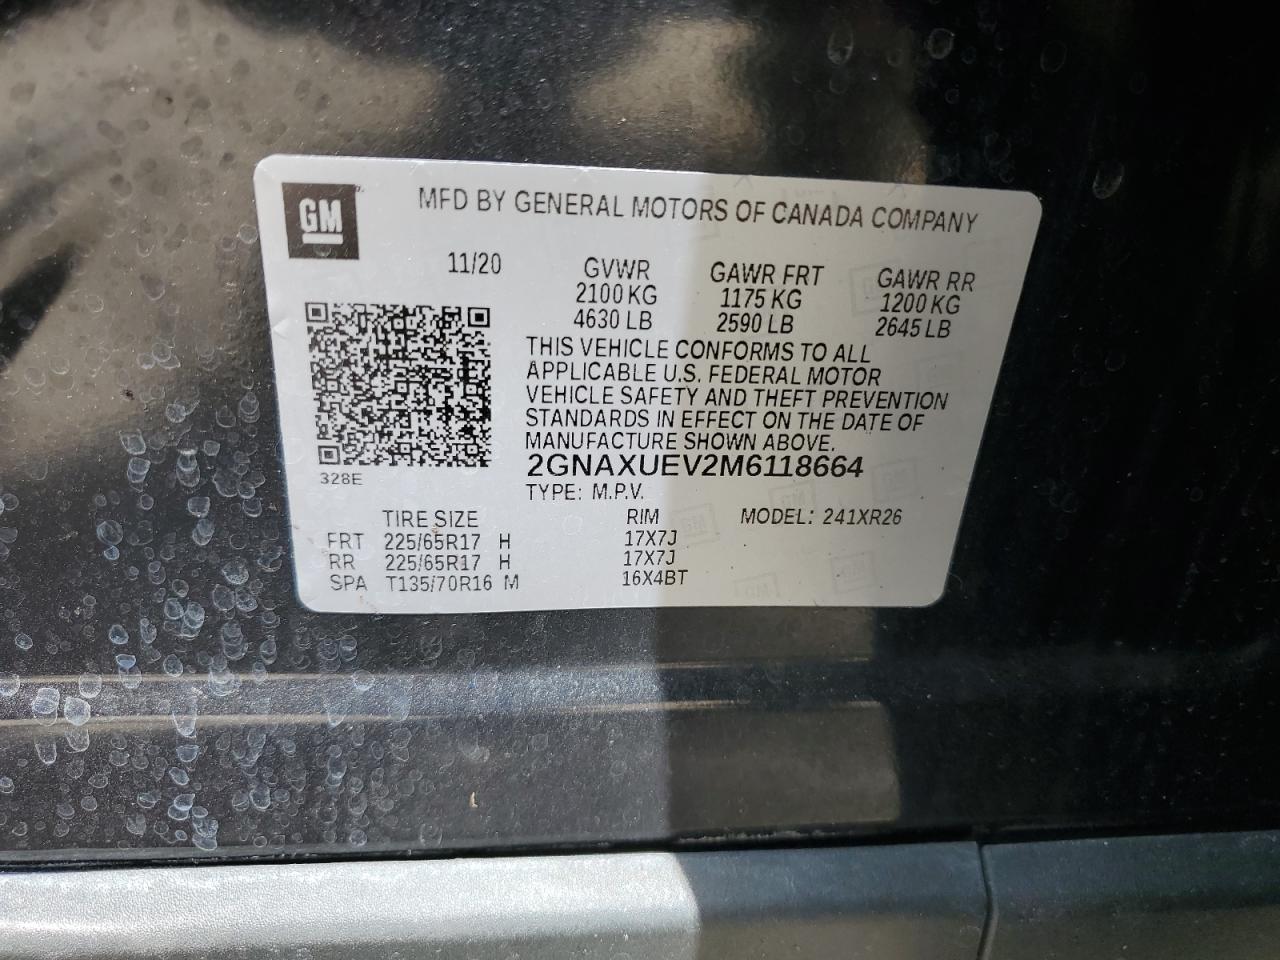 GM
MFD BY GENERAL MOTORS OF CANADA COMPANY
11/20 GVWR GAWR FRT GAWR RR
2100 KG 1175 KG 1200 KG
4630 LB 2590 LB 2645 LB
THIS VEHICLE CONFORMS TO ALL
APPLICABLE U.S. FEDERAL MOTOR
VEHICLE SAFETY AND THEFT PREVENTION
STANDARDS IN EFFECT ON THE DATE OF
MANUFACTURE SHOWN ABOVE.
2GNAXUEV2M6118664
328E
TYPE: M.P.V.
TIRE SIZE RIM MODEL: 241XR26
FRT 225/65R17 H 17X7J
RR 225/65R17 H 17X7J
SPA T135/70R16 M 16X4BT